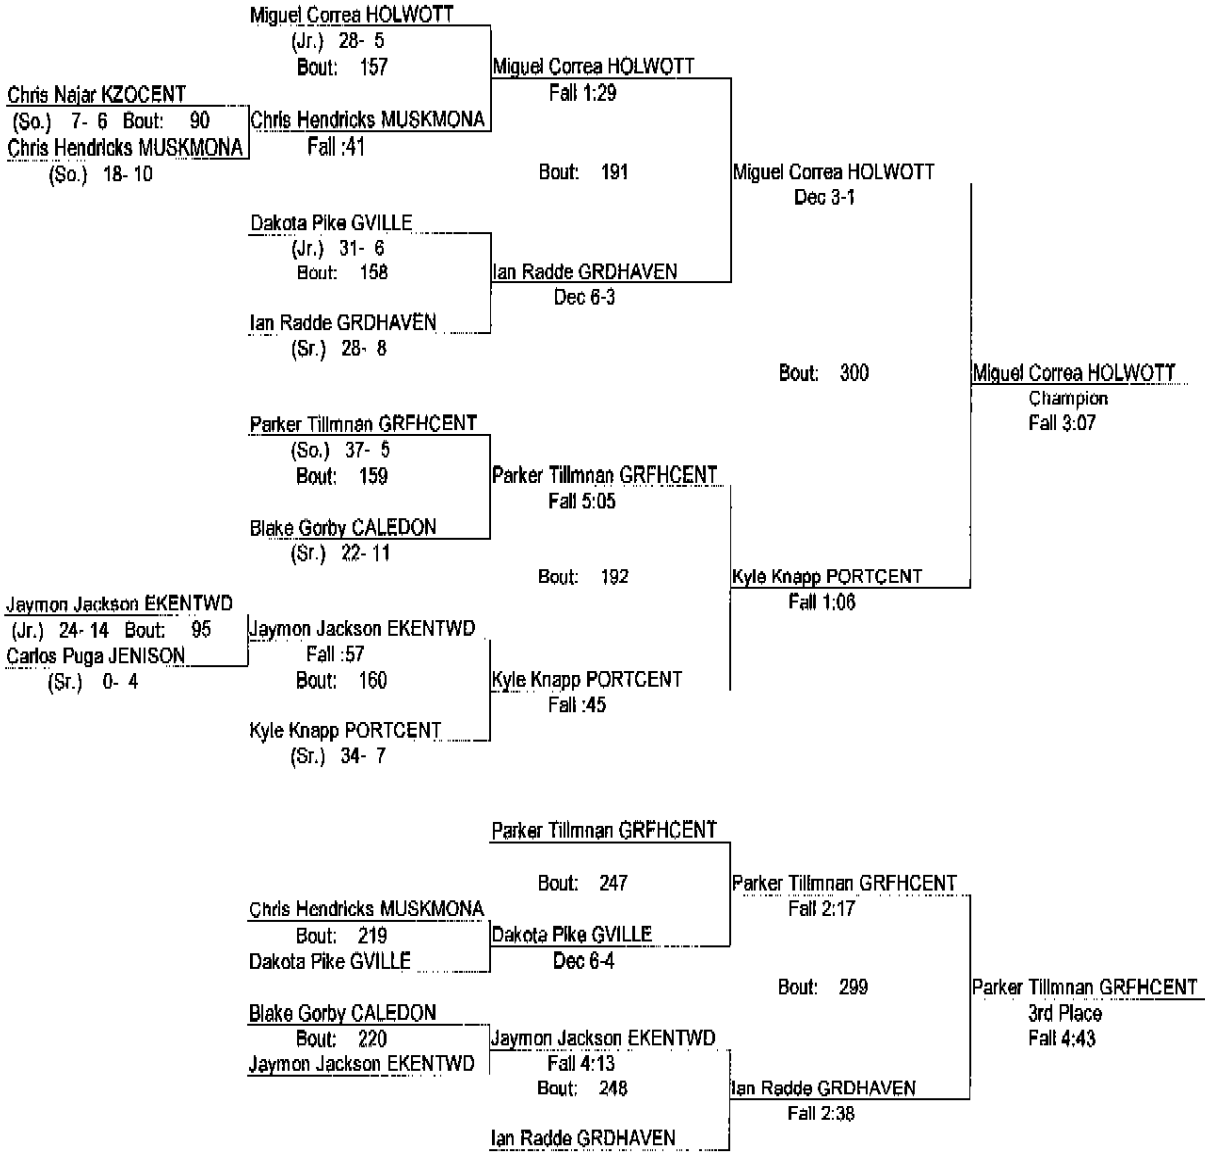 Miguel Correa HOLWOTT
(Jr.) 28- 5
Bout: 157
Miguel Correa HOLWOTT
Fall 1:29
Chris Najar KZOCENT
(So.) 7- 6 Bout: 90
Chris Hendricks MUSKMONA
Chris Hendricks MUSKMONA
Fall :41
(So.) 18- 10
Bout: 191
Miguel Correa HOLWOTT
Dec 3-1
Dakota Pike GVILLE
(Jr.) 31- 6
Bout: 158
Ian Radde GRDHAVEN
Dec 6-3
Ian Radde GRDHAVEN
(Sr.) 28- 8
Bout: 300
Miguel Correa HOLWOTT
Champion
Fall 3:07
Parker Tillmnan GRFHCENT
(So.) 37- 5
Bout: 159
Parker Tillmnan GRFHCENT
Fall 5:05
Blake Gorby CALEDON
(Sr.) 22- 11
Bout: 192
Kyle Knapp PORTCENT
Fall 1:06
Jaymon Jackson EKENTWD
(Jr.) 24- 14 Bout: 95
Carlos Puga JENISON
(Sr.) 0- 4
Jaymon Jackson EKENTWD
Fall :57
Bout: 160
Kyle Knapp PORTCENT
Fall :45
Kyle Knapp PORTCENT
(Sr.) 34- 7
Parker Tillmnan GRFHCENT
Bout: 247
Parker Tillmnan GRFHCENT
Fall 2:17
Chris Hendricks MUSKMONA
Bout: 219
Dakota Pike GVILLE
Dakota Pike GVILLE
Dec 6-4
Bout: 299
Parker Tillmnan GRFHCENT
3rd Place
Fall 4:43
Blake Gorby CALEDON
Bout: 220
Jaymon Jackson EKENTWD
Jaymon Jackson EKENTWD
Fall 4:13
Bout: 248
Ian Radde GRDHAVEN
Fall 2:38
Ian Radde GRDHAVEN